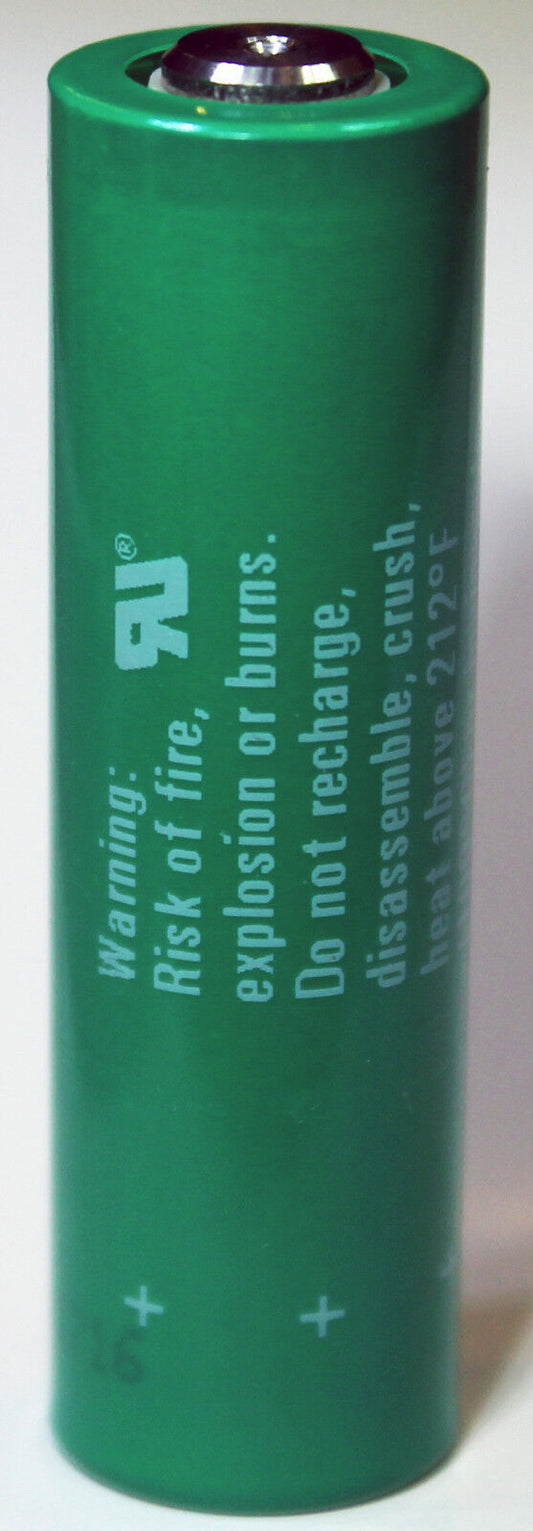 Warning:
Risk of fire,
explosion or burns.
Do not recharge,
disassemble, crush,
heat above 212°F
+ +